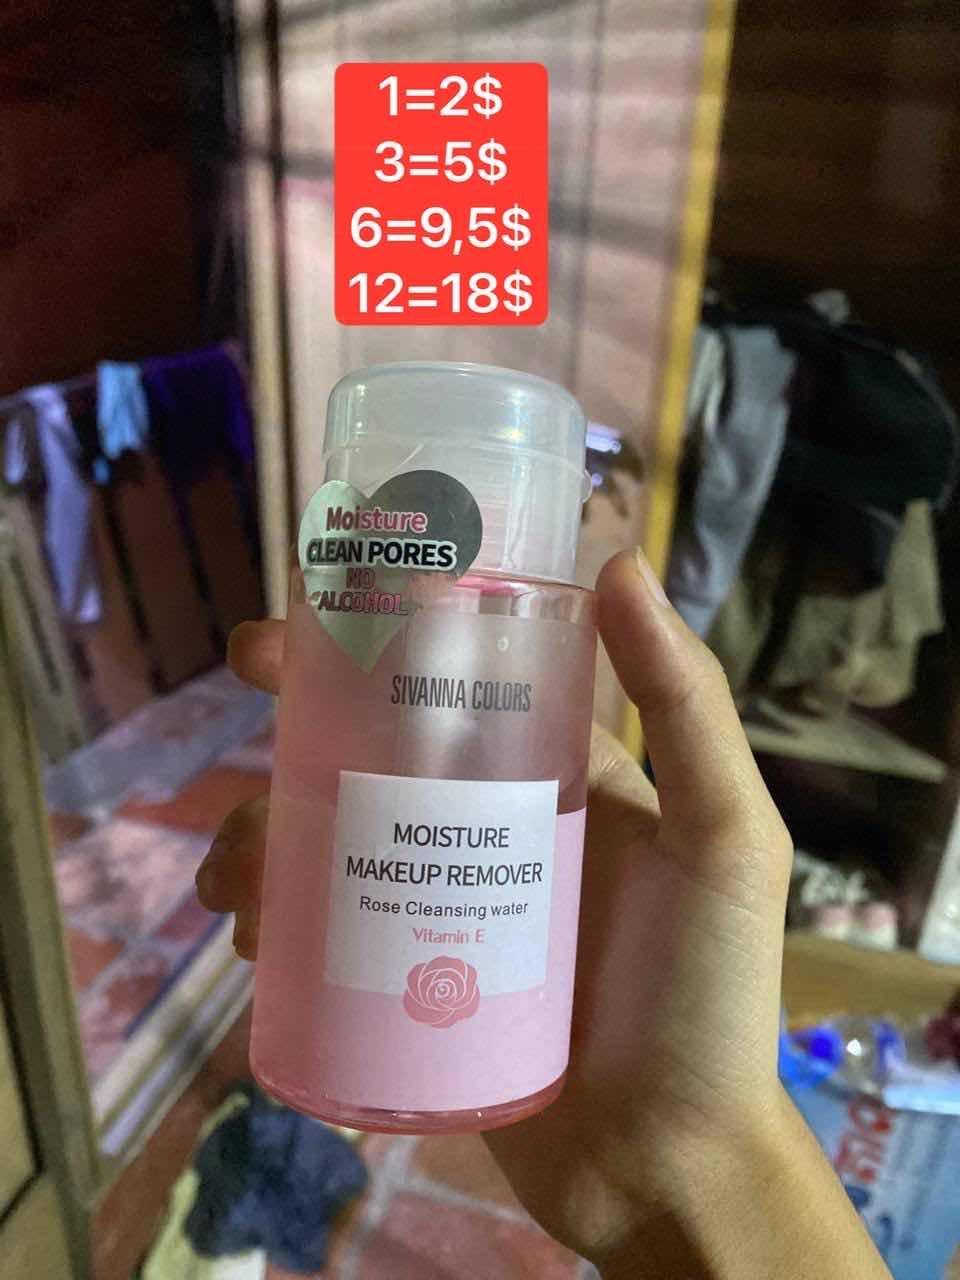 1=2$
3=5$
6=9,5$
12=18$
Moisture
CLEAN PORES
NO
ALCOHOL
SIVANNA COLORS
MOISTURE
MAKEUP REMOVER
Rose Cleansing water
Vitamin E